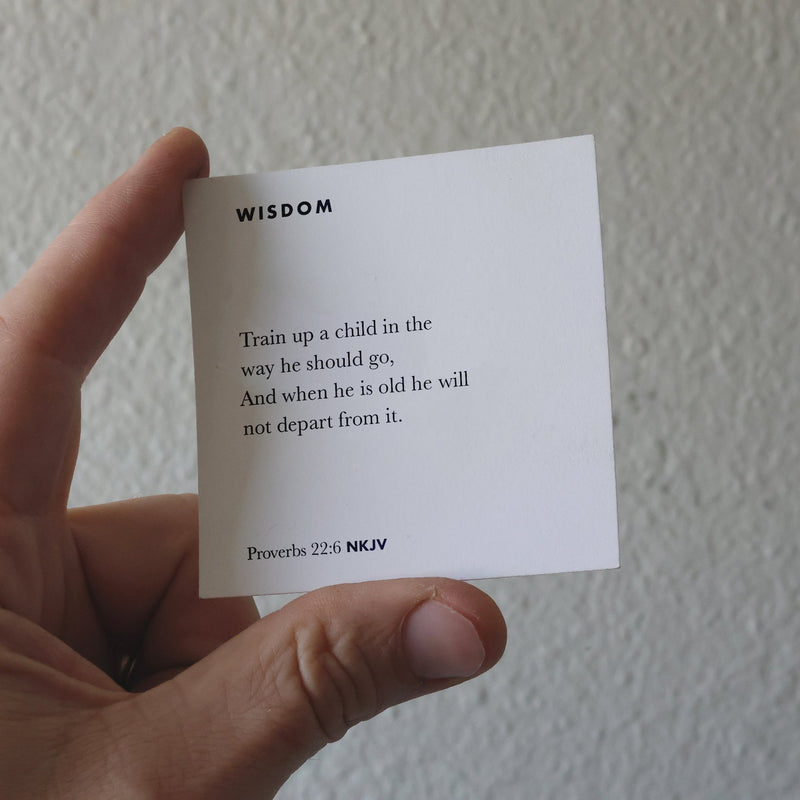 WISDOM
Train up a child in the
way he should go,
And when he is old he will
not depart from it.
Proverbs 22:6 NKJV